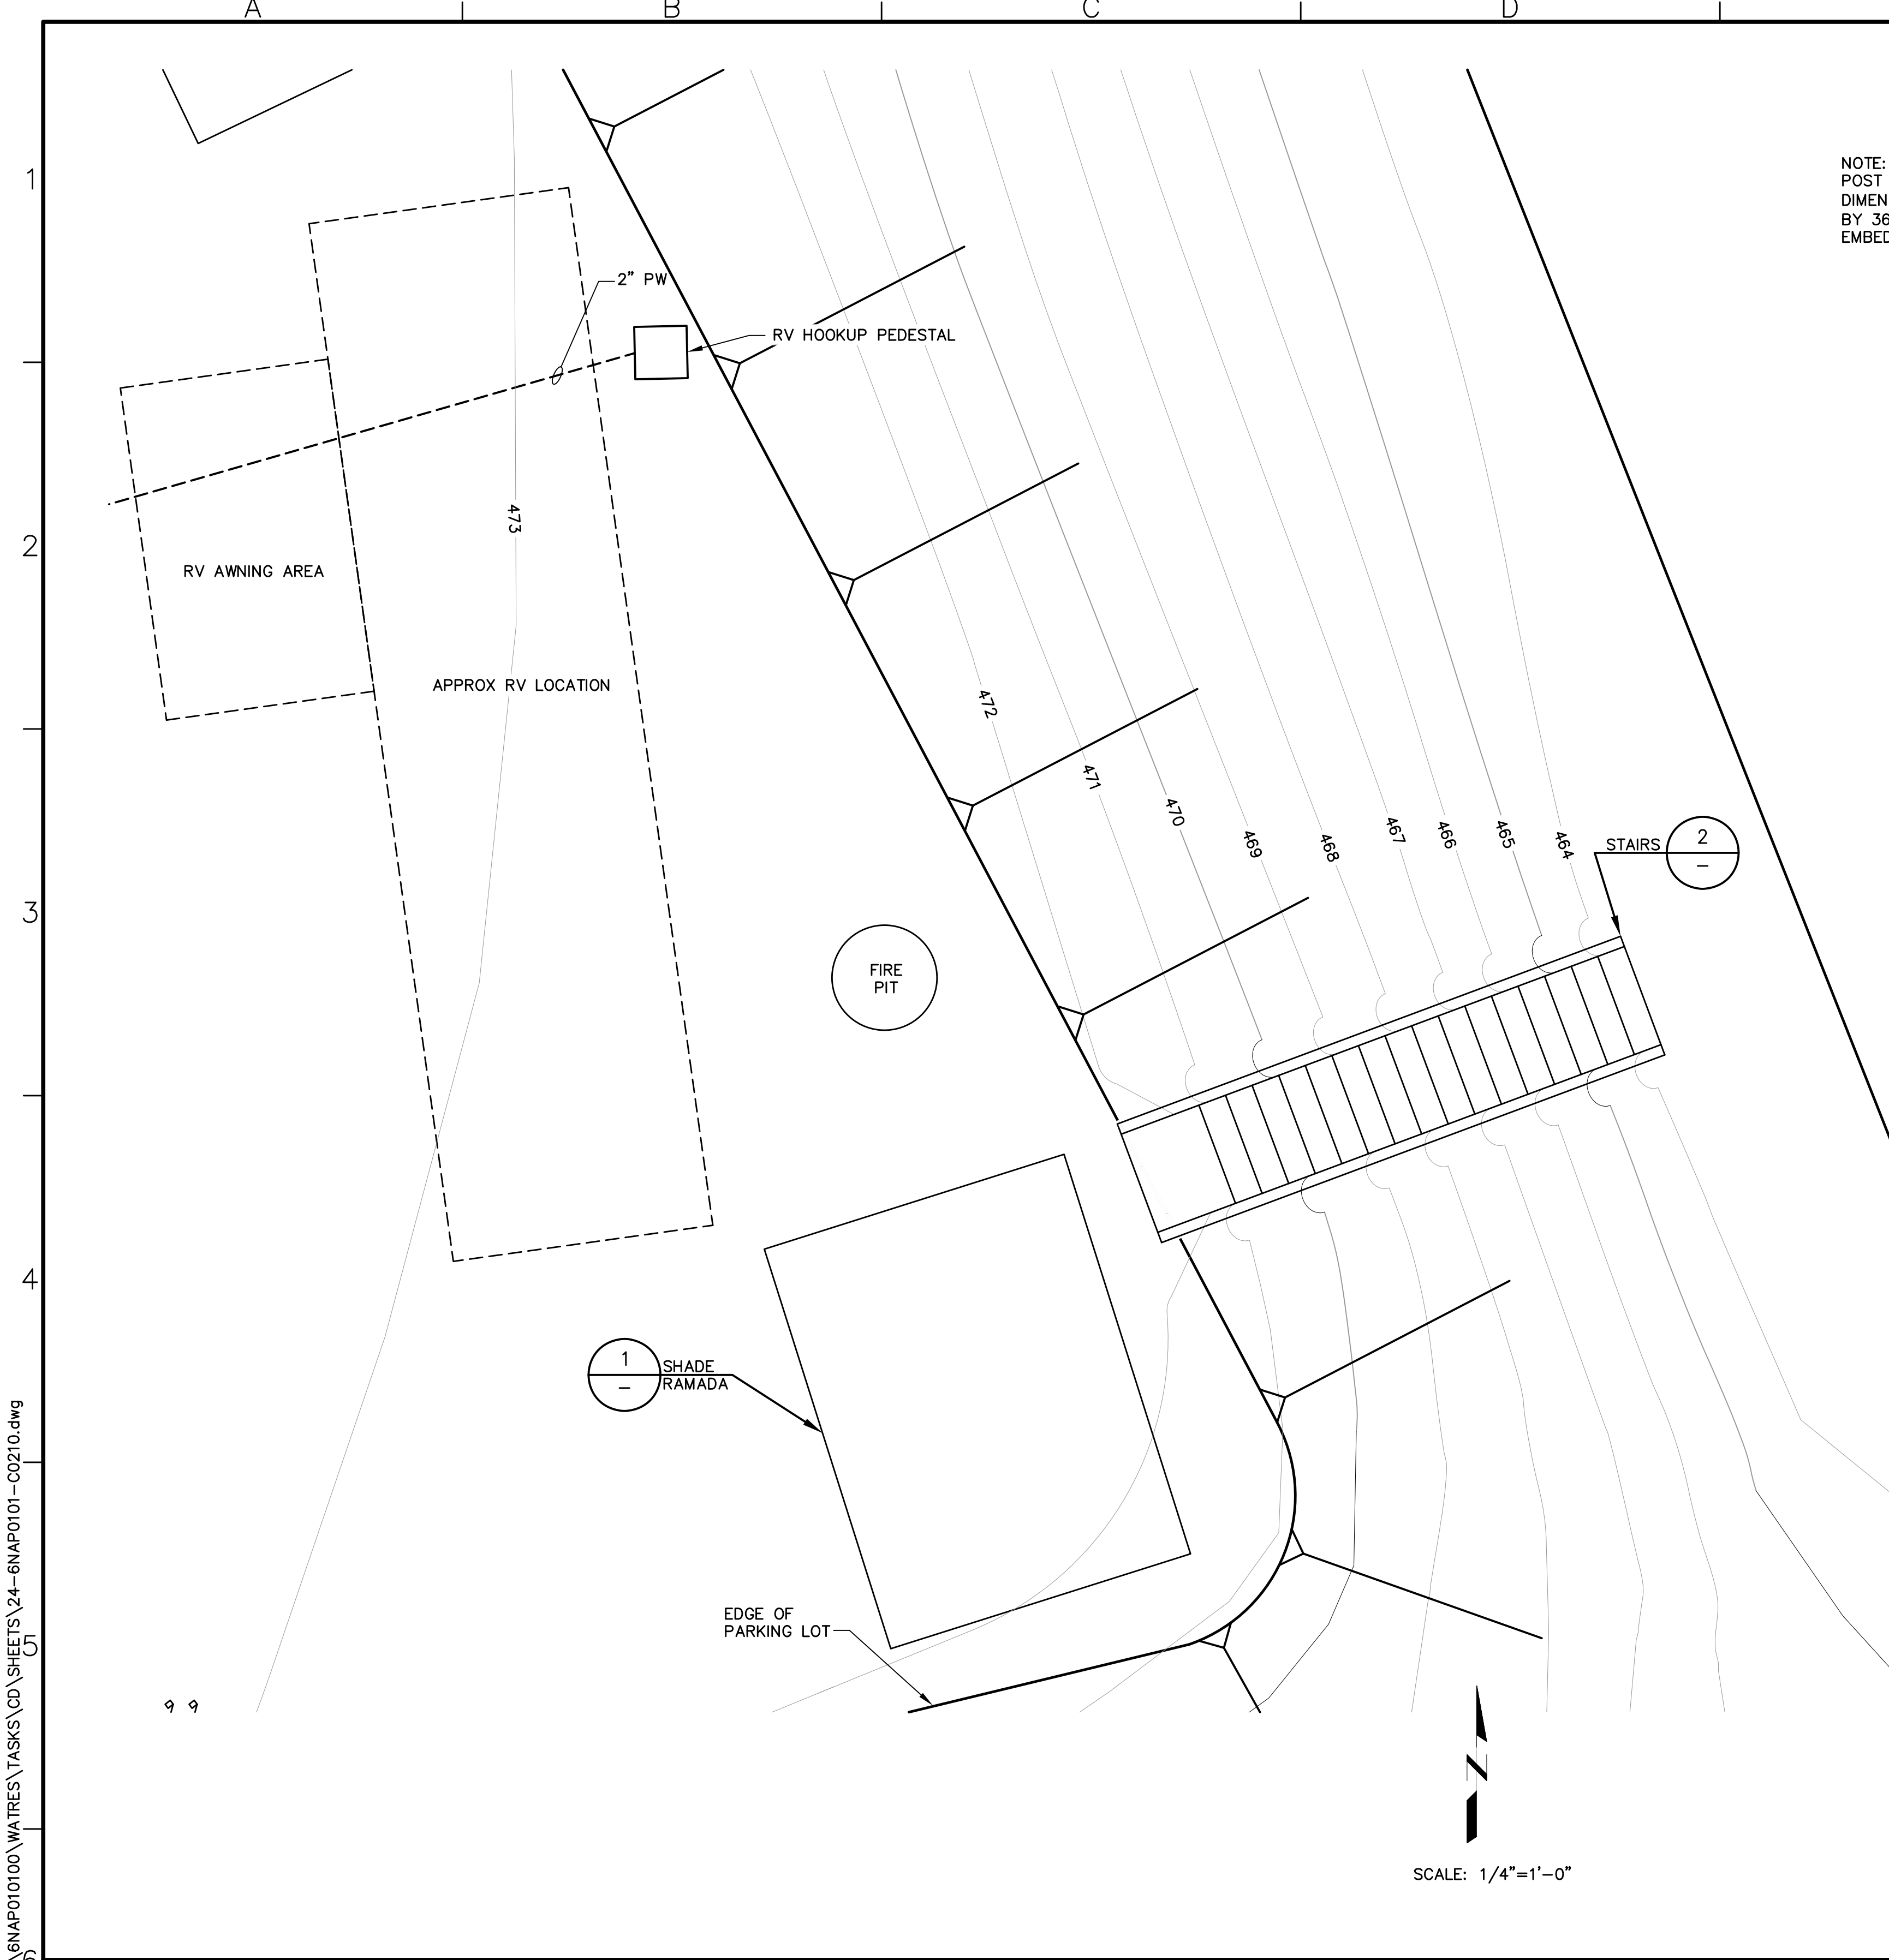 A
B
C
D
1
2
3
4
5
6
NOTE:
POST
DIMEN
BY 36
EMBED
2" PW
RV HOOKUP PEDESTAL
473
RV AWNING AREA
APPROX RV LOCATION
472
471
470
469
468
467
466
465
464
STAIRS
2
–
FIRE
PIT
1
–
SHADE
RAMADA
EDGE OF
PARKING LOT
N
SCALE: 1/4"=1'-0"
\6NAP010100\WATRES\TASKS\CD\SHEETS\24-6NAP0101-C0210.dwg